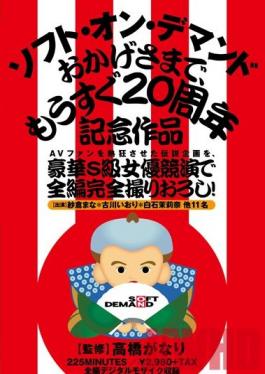 ソフト・オン・デマンド
おかげさまで、
もうすぐ20周年
記念作品
AVファンを熱狂させた伝説企画を、
豪華S級女優競演で
全編完全撮りおろし!
【出演】紗倉まな★古川いおり★白石茉莉奈 他11名
SOFT
ON
DEMAND
【監修】高橋がなり
225MINUTES / ¥2,980+TAX
全編デジタルモザイク収録